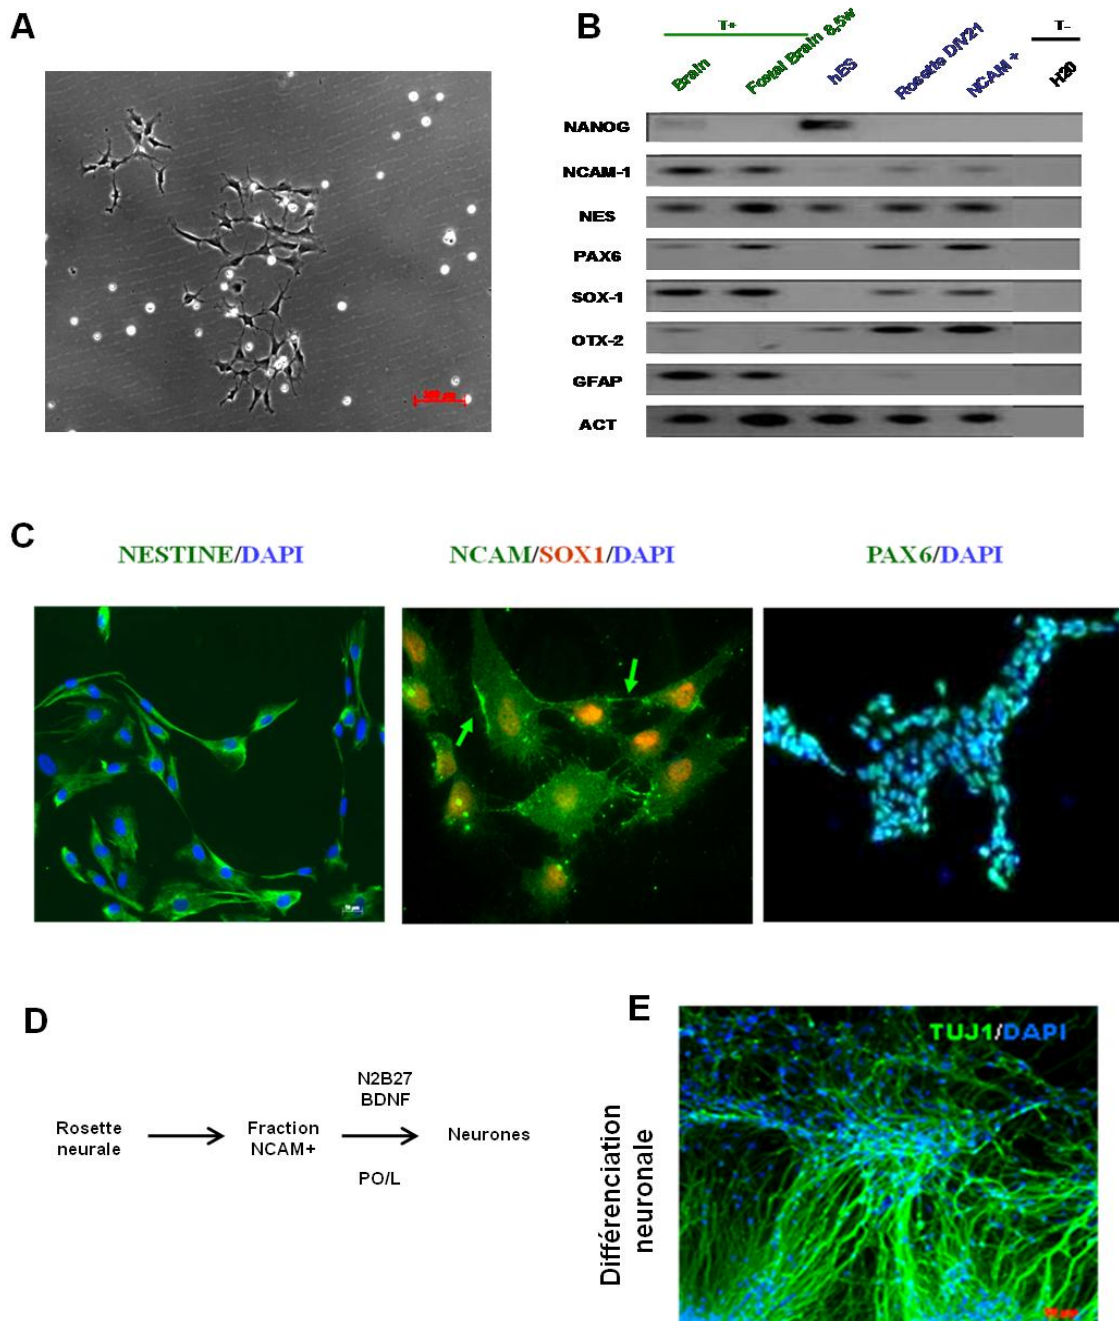 A
B
T+
T-
Brain
Foetal Brain 8,5w
hES
Rosette DIV21
NCAM +
H20
NANOG
NCAM-1
NES
PAX6
SOX-1
OTX-2
GFAP
ACT
C
NESTINE/DAPI
NCAM/SOX1/DAPI
PAX6/DAPI
D
Rosette
neurale
Fraction
NCAM+
N2B27
BDNF
PO/L
Neurones
E
Différenciation
neuronale
TUJ1/DAPI